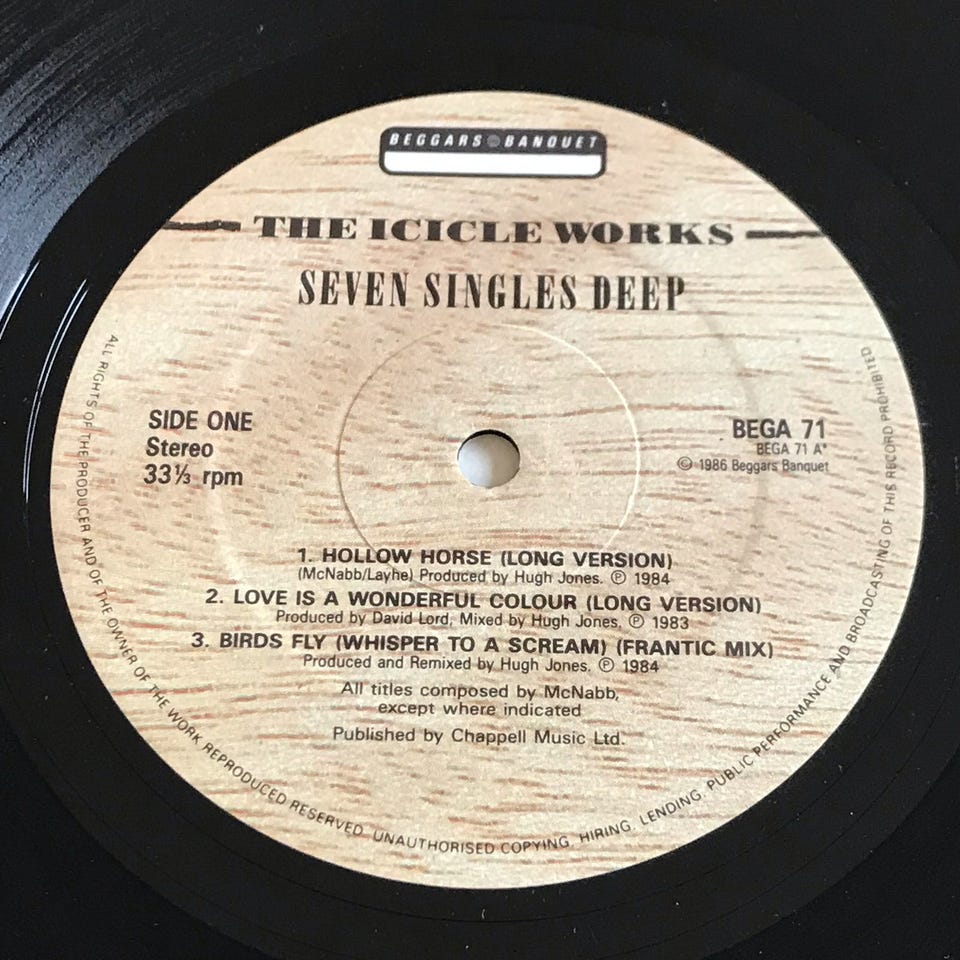 BEGGARS BANQUET
THE ICICLE WORKS
SEVEN SINGLES DEEP
SIDE ONE
Stereo
33⅓ rpm
BEGA 71
BEGA 71 A*
© 1986 Beggars Banquet
1. HOLLOW HORSE (LONG VERSION)
(McNabb/Layhe) Produced by Hugh Jones. ℗ 1984
2. LOVE IS A WONDERFUL COLOUR (LONG VERSION)
Produced by David Lord, Mixed by Hugh Jones, ℗ 1983
3. BIRDS FLY (WHISPER TO A SCREAM) (FRANTIC MIX)
Produced and Remixed by Hugh Jones. ℗ 1984
All titles composed by McNabb,
except where indicated
Published by Chappell Music Ltd.
ALL RIGHTS OF THE PRODUCER AND OF THE OWNER OF THE WORK REPRODUCED RESERVED. UNAUTHORISED COPYING, HIRING, LENDING, PUBLIC PERFORMANCE AND BROADCASTING OF THIS RECORD PROHIBITED